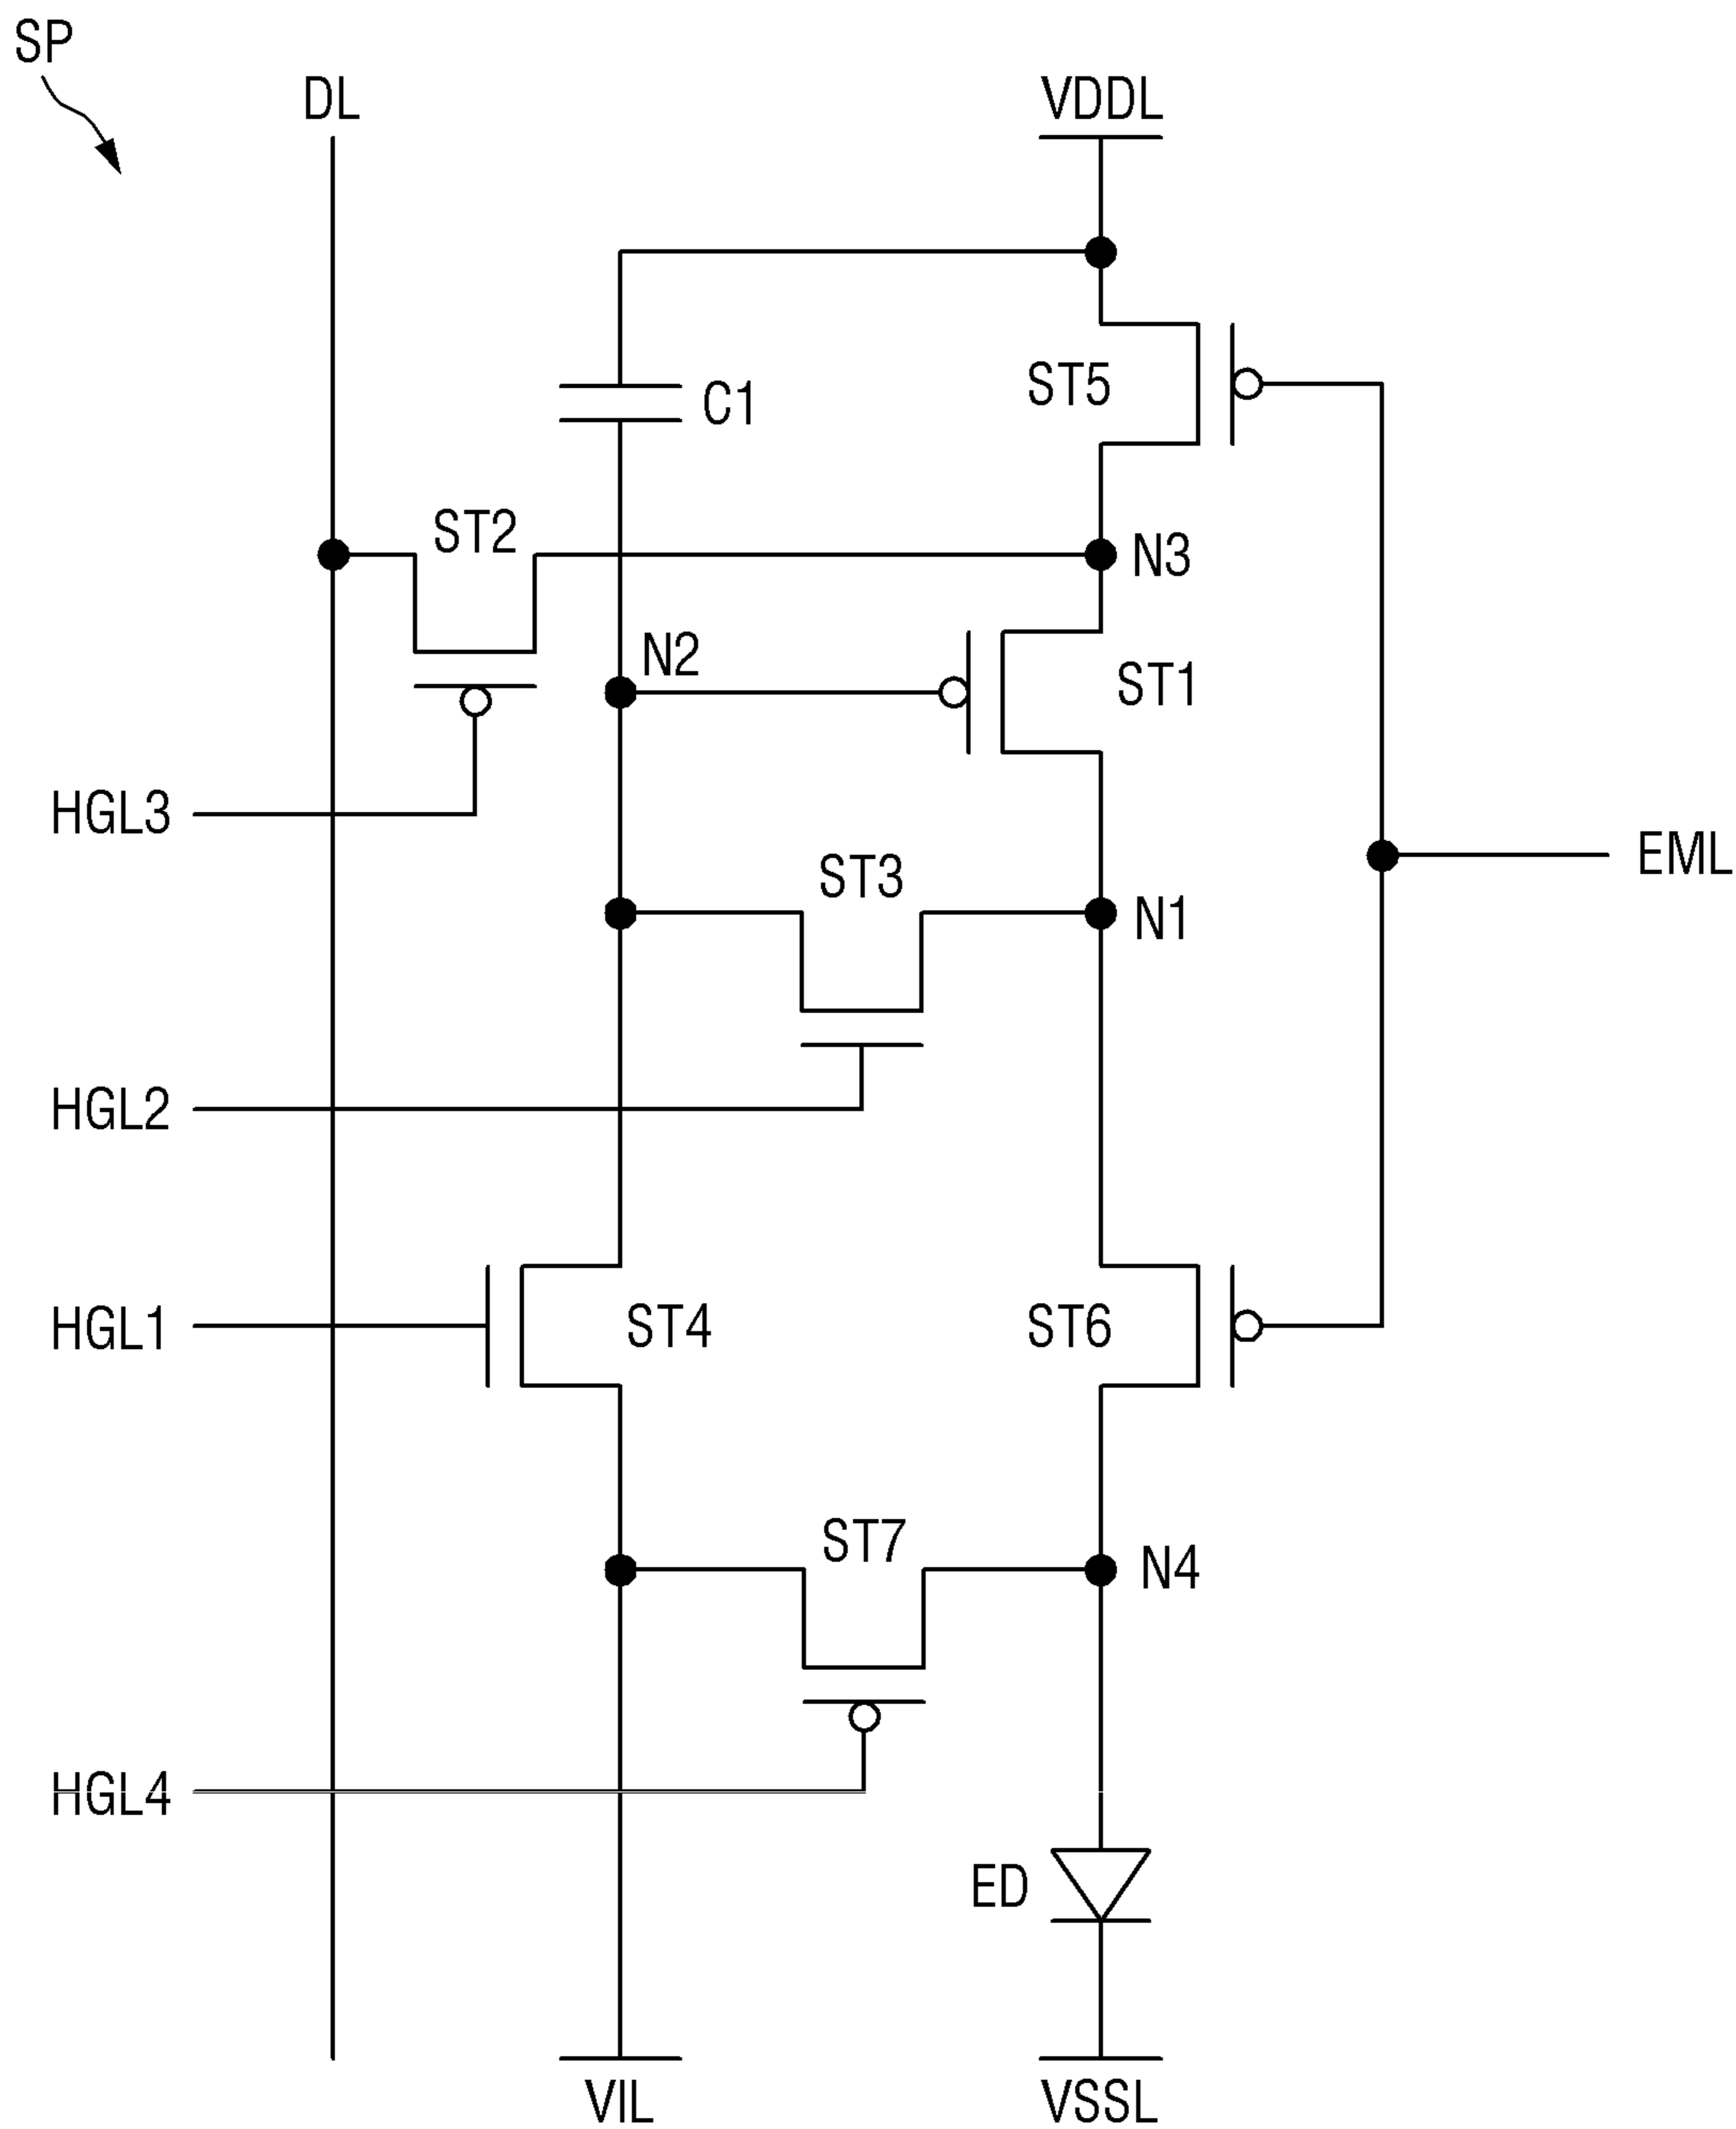 SP
DL
VDDL
ST5
C1
ST2
N3
N2
ST1
HGL3
EML
ST3
N1
HGL2
HGL1
ST4
ST6
ST7
N4
HGL4
ED
VIL
VSSL